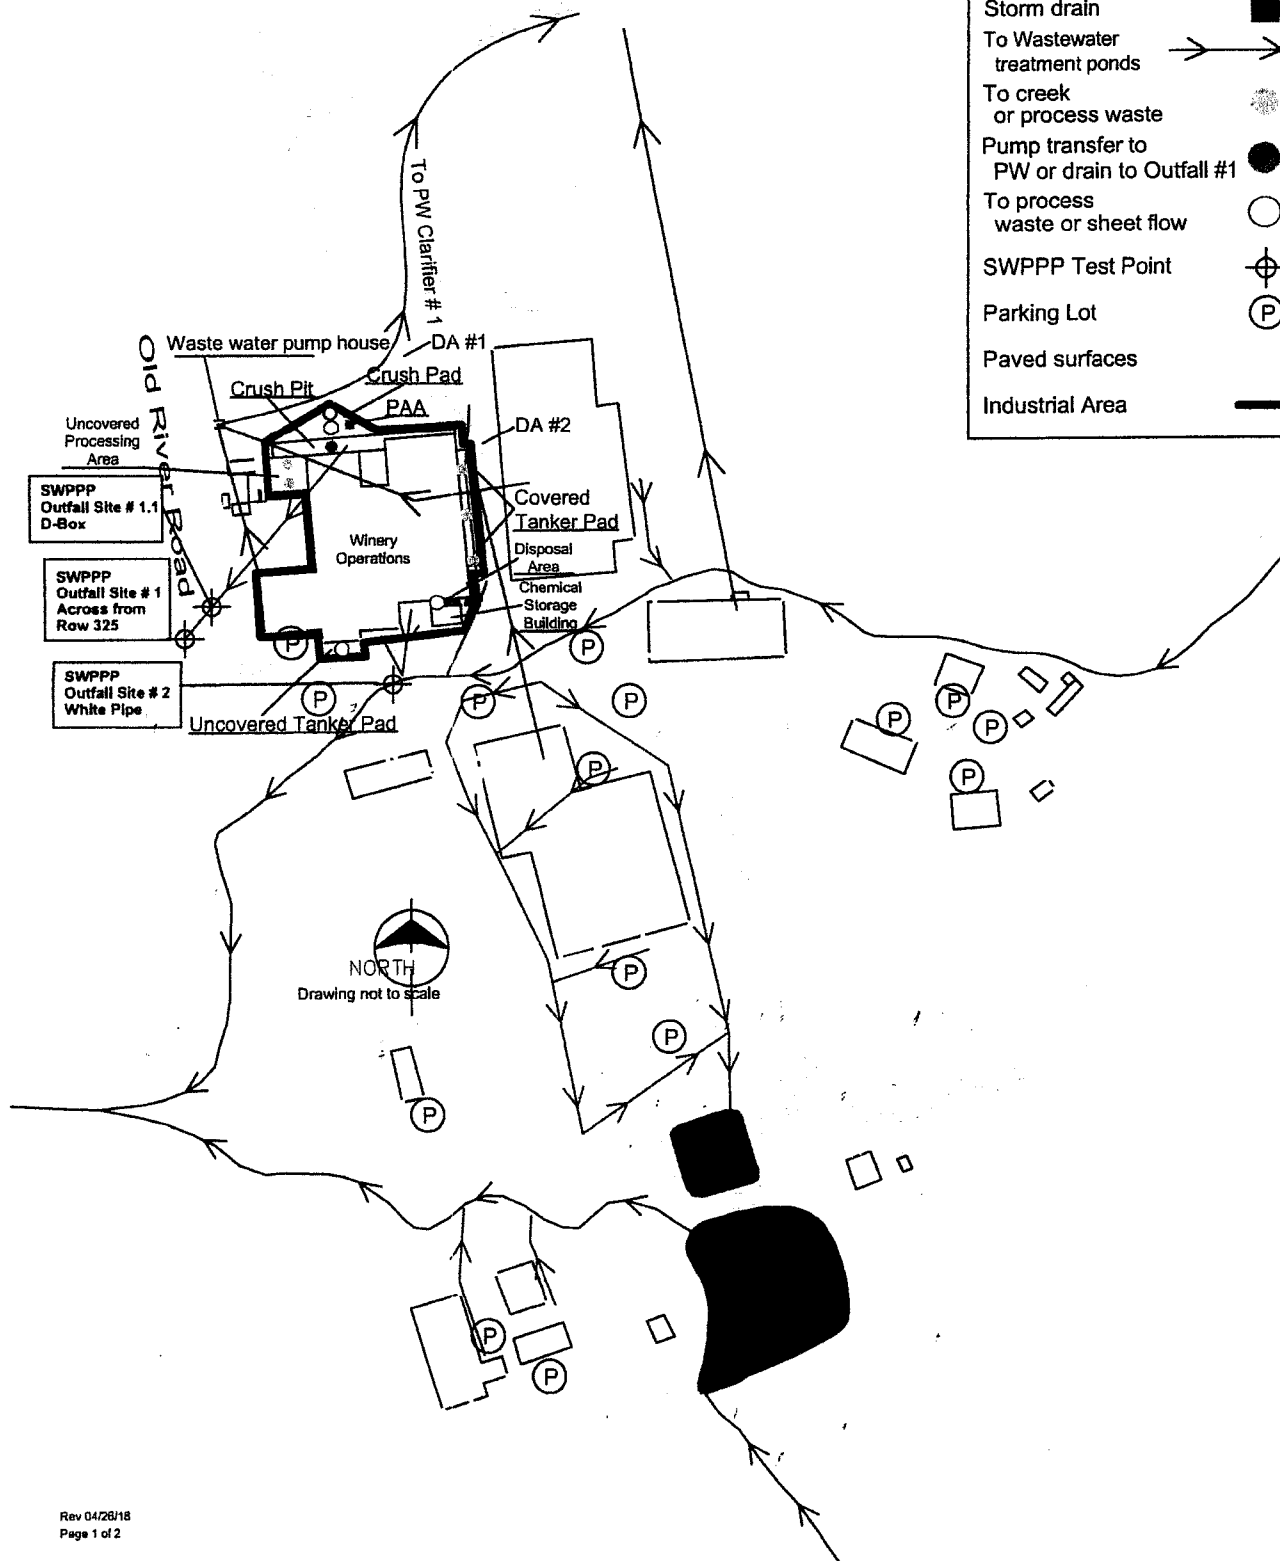 Storm drain
To Wastewater
treatment ponds
To creek
or process waste
Pump transfer to
PW or drain to Outfall #1
To process
waste or sheet flow
SWPPP Test Point
Parking Lot
P
Paved surfaces
Industrial Area
To PW Clarifier # 1
Old River Road
Waste water pump house
DA #1
Crush Pit
Crush Pad
PAA
DA #2
Uncovered
Processing
Area
SWPPP
Outfall Site # 1.1
D-Box
Winery
Operations
Covered
Tanker Pad
Disposal
Area
Chemical
Storage
Building
SWPPP
Outfall Site # 1
Across from
Row 325
SWPPP
Outfall Site # 2
White Pipe
Uncovered Tanker Pad
P
P
P
P
P
P
P
P
P
P
NORTH
Drawing not to scale
P
P
P
P
P
Rev 04/26/18
Page 1 of 2